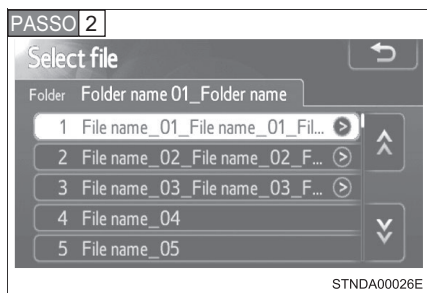 PASSO 2
Select file
Folder Folder name 01_Folder name
1 File name_01_File name_01_Fil...
2 File name_02_File name_02_F...
3 File name_03_File name_03_F...
4 File name_04
5 File name_05
STNDA00026E